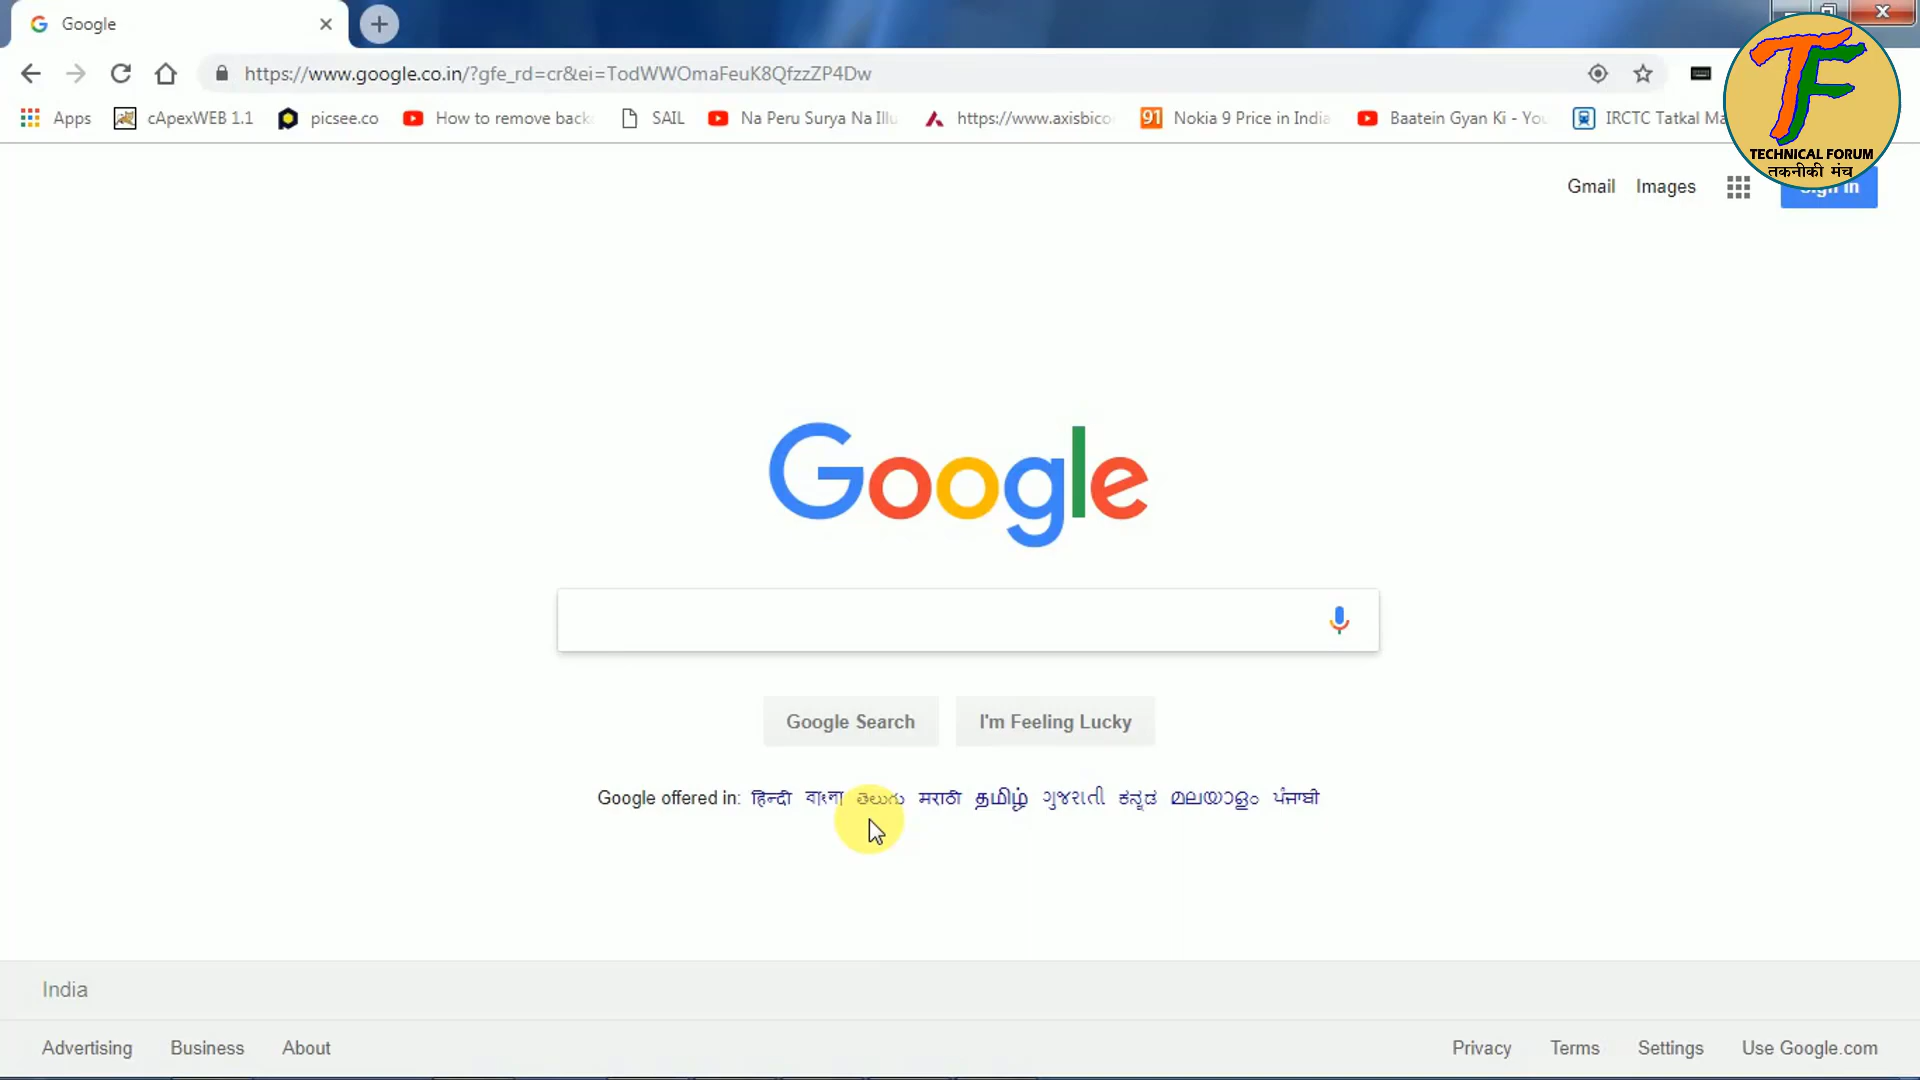 Google
https://www.google.co.in/?gfe_rd=cr&ei=TodWWOmaFeuK8QfzzZP4Dw
Apps cApexWEB 1.1 picsee.co How to remove back SAIL Na Peru Surya Na Illu https://www.axisbico 91 Nokia 9 Price in India Baatein Gyan Ki - You IRCTC Tatkal Ma
TF
TECHNICAL FORUM
तकनीकी मंच
Gmail Images Sign in
Google
Google Search I'm Feeling Lucky
Google offered in: हिन्दी বাংলা తెలుగు मराठी தமிழ் ગુજરાતી ಕನ್ನಡ മലയാളം ਪੰਜਾਬੀ
India
Advertising Business About Privacy Terms Settings Use Google.com